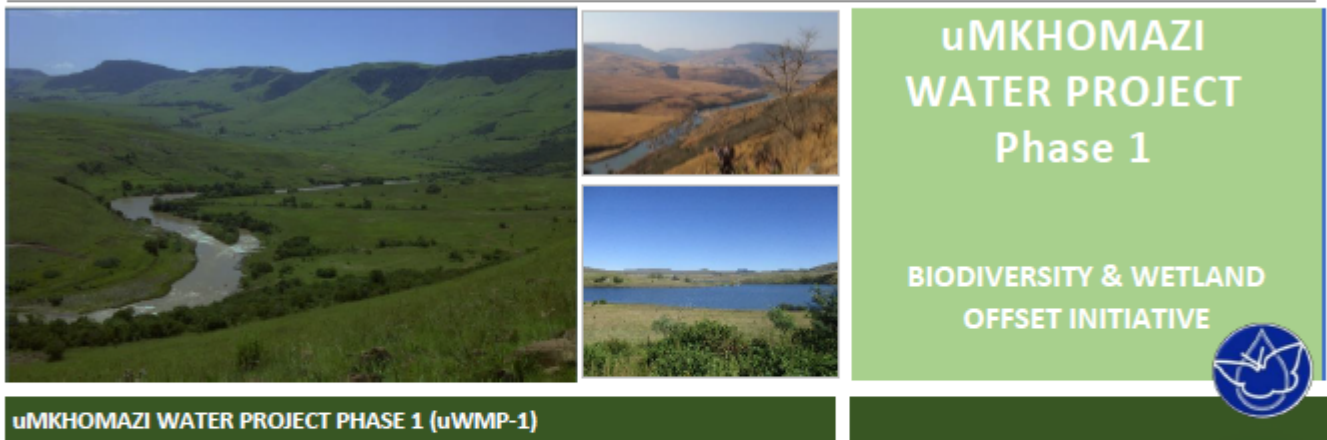 uMKHOMAZI
WATER PROJECT
Phase 1
BIODIVERSITY & WETLAND
OFFSET INITIATIVE
uMKHOMAZI WATER PROJECT PHASE 1 (uWMP-1)